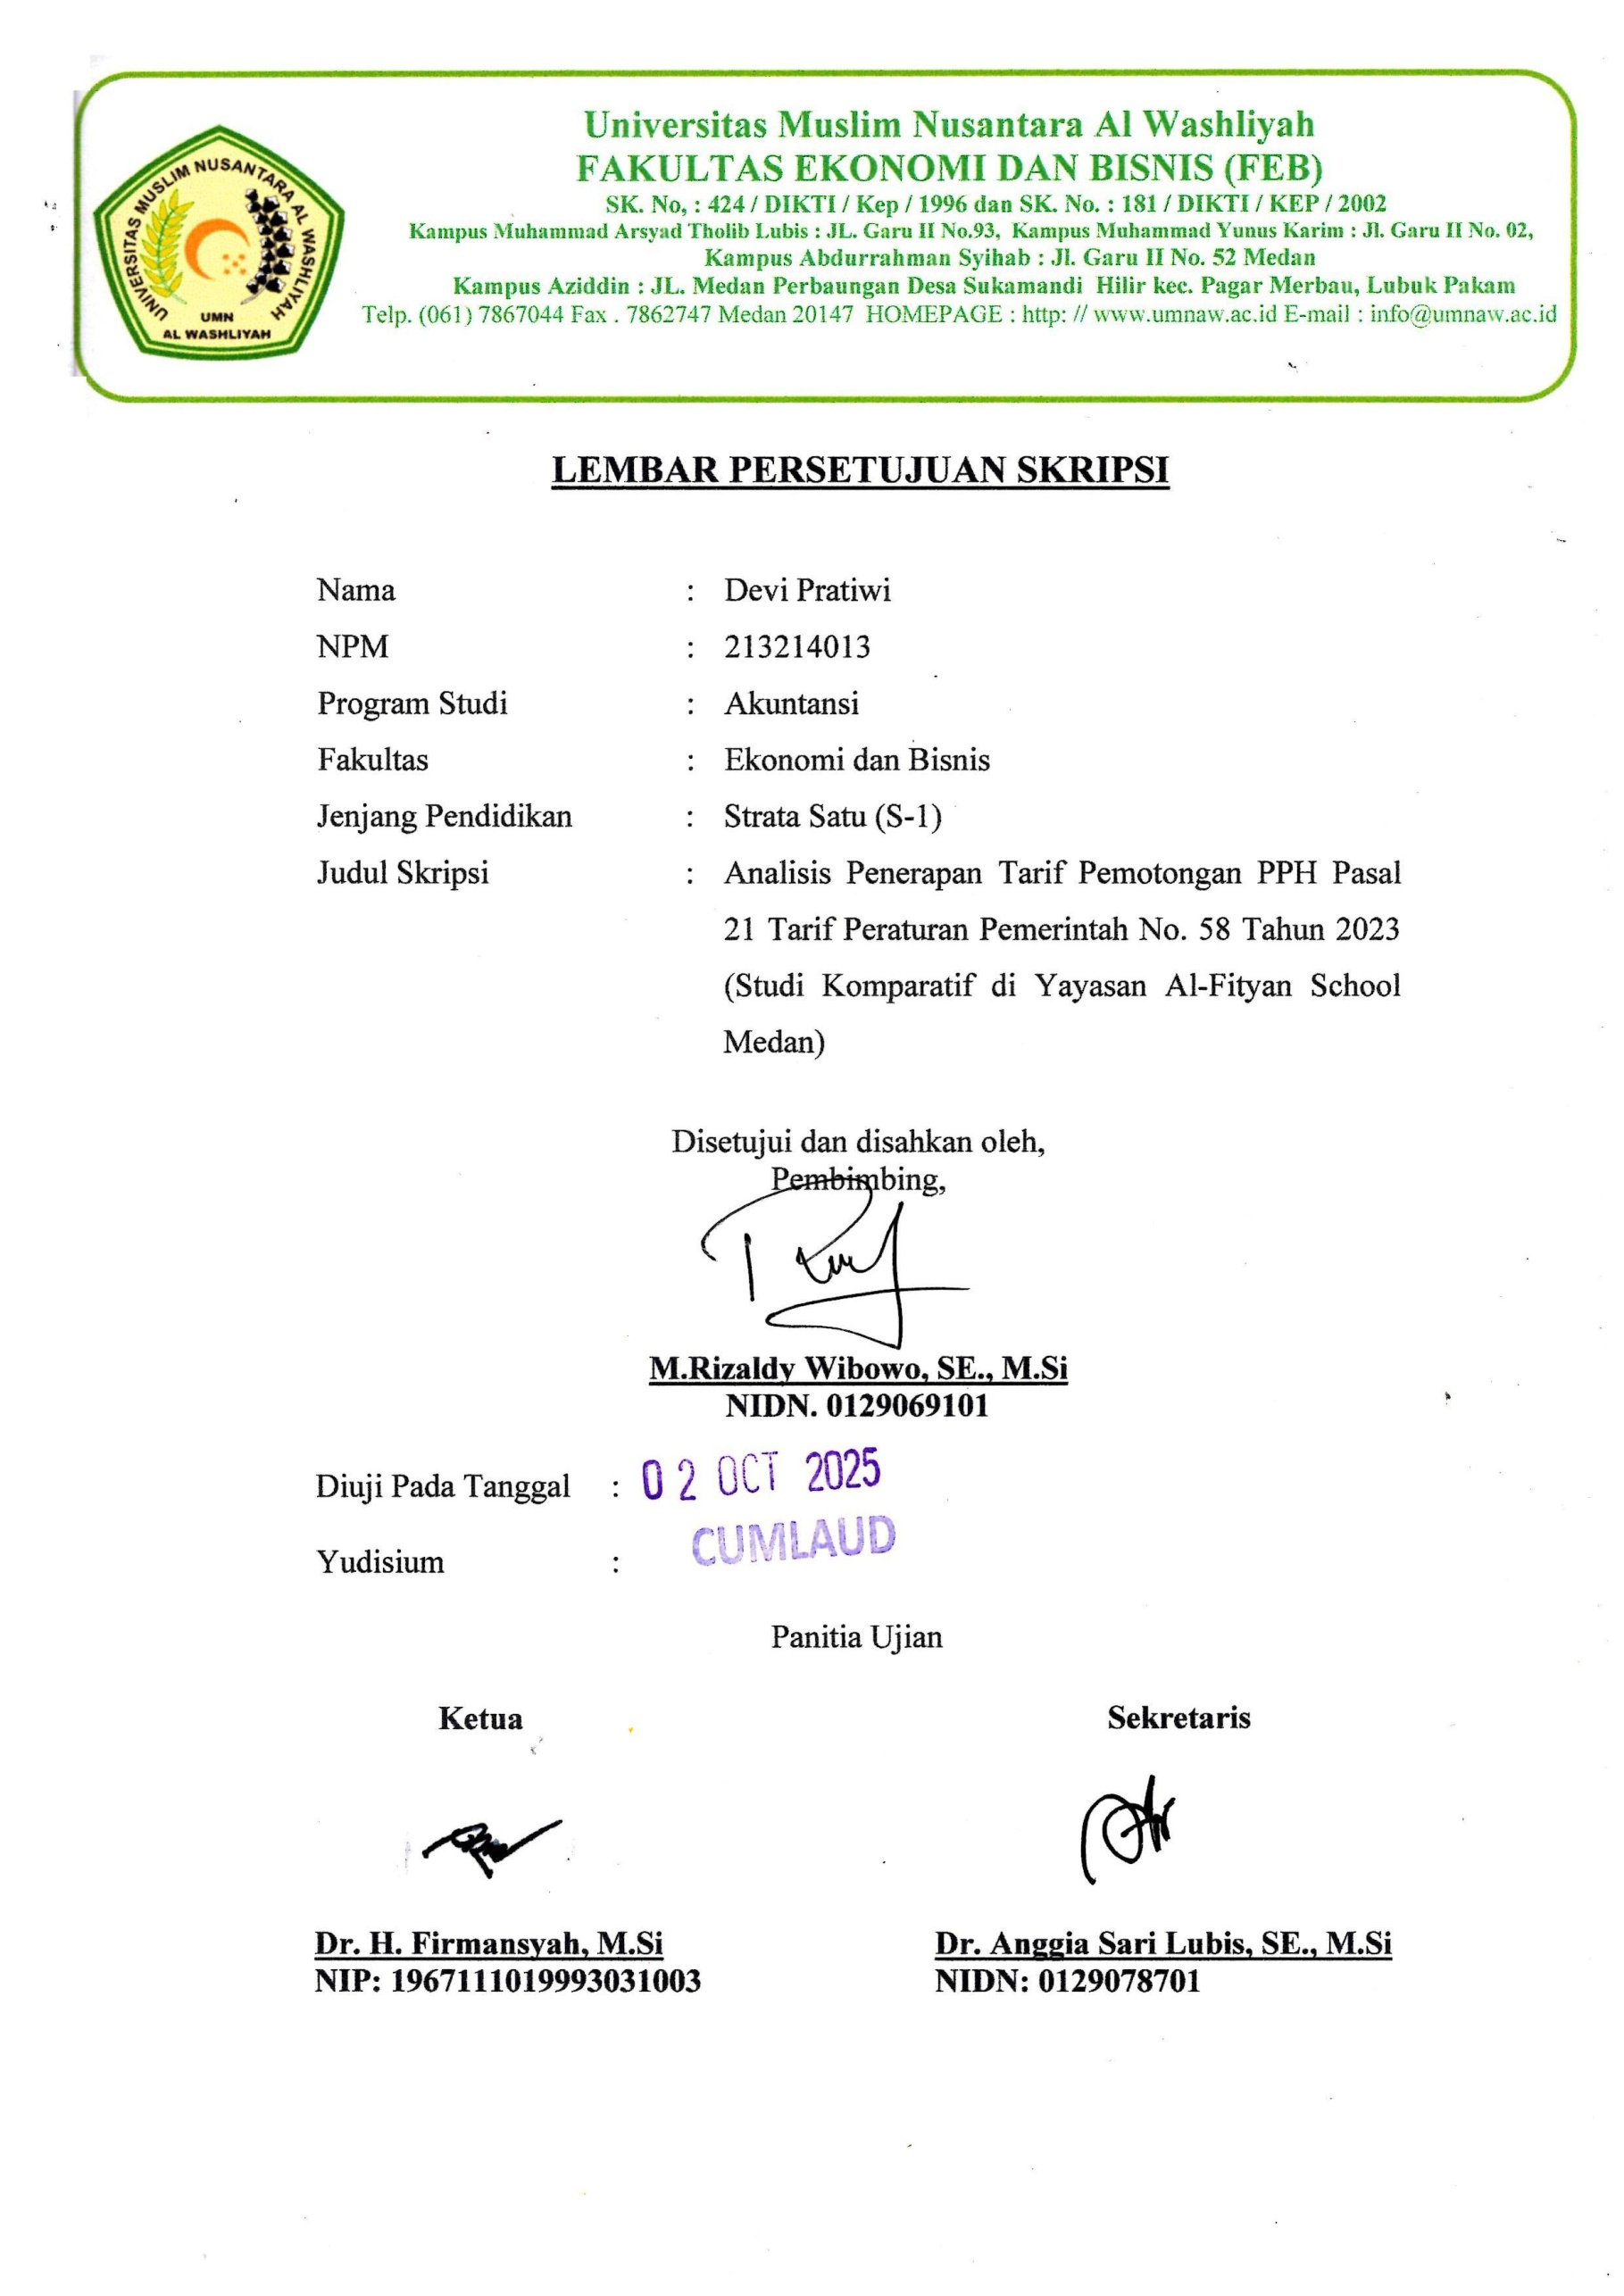 UNIVERSITAS MUSLIM NUSANTARA AL WASHLIYAH
UMN
AL WASHLIYAH
Universitas Muslim Nusantara Al Washliyah
FAKULTAS EKONOMI DAN BISNIS (FEB)
SK. No, : 424 / DIKTI / Kep / 1996 dan SK. No. : 181 / DIKTI / KEP / 2002
Kampus Muhammad Arsyad Tholib Lubis : JL. Garu II No.93, Kampus Muhammad Yunus Karim : Jl. Garu II No. 02,
Kampus Abdurrahman Syihab : Jl. Garu II No. 52 Medan
Kampus Aziddin : JL. Medan Perbaungan Desa Sukamandi Hilir kec. Pagar Merbau, Lubuk Pakam
Telp. (061) 7867044 Fax . 7862747 Medan 20147 HOMEPAGE : http: // www.umnaw.ac.id E-mail : info@umnaw.ac.id
LEMBAR PERSETUJUAN SKRIPSI
Nama : Devi Pratiwi
NPM : 213214013
Program Studi : Akuntansi
Fakultas : Ekonomi dan Bisnis
Jenjang Pendidikan : Strata Satu (S-1)
Judul Skripsi : Analisis Penerapan Tarif Pemotongan PPH Pasal
21 Tarif Peraturan Pemerintah No. 58 Tahun 2023
(Studi Komparatif di Yayasan Al-Fityan School
Medan)
Disetujui dan disahkan oleh,
Pembimbing,
M.Rizaldy Wibowo, SE., M.Si
NIDN. 0129069101
Diuji Pada Tanggal : 02 OCT 2025
Yudisium : CUMLAUD
Panitia Ujian
Ketua Sekretaris
Dr. H. Firmansyah, M.Si Dr. Anggia Sari Lubis, SE., M.Si
NIP: 1967111019993031003 NIDN: 0129078701